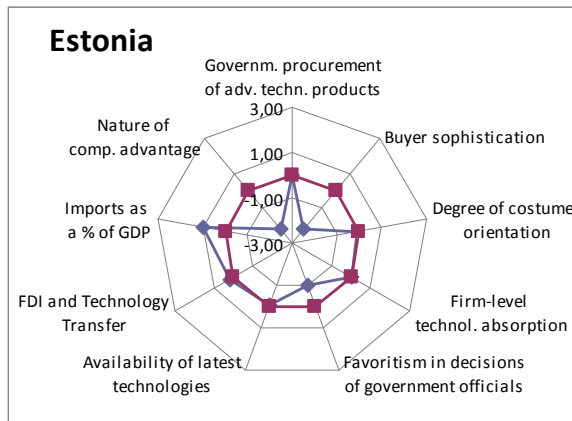 Estonia
Governm. procurement
of adv. techn. products
3,00
Nature of
comp. advantage
Buyer sophistication
1,00
Imports as
a % of GDP
-1,00
Degree of costume
orientation
-3,00
FDI and Technology
Transfer
Firm-level
technol. absorption
Availability of latest
technologies
Favoritism in decisions
of government officials